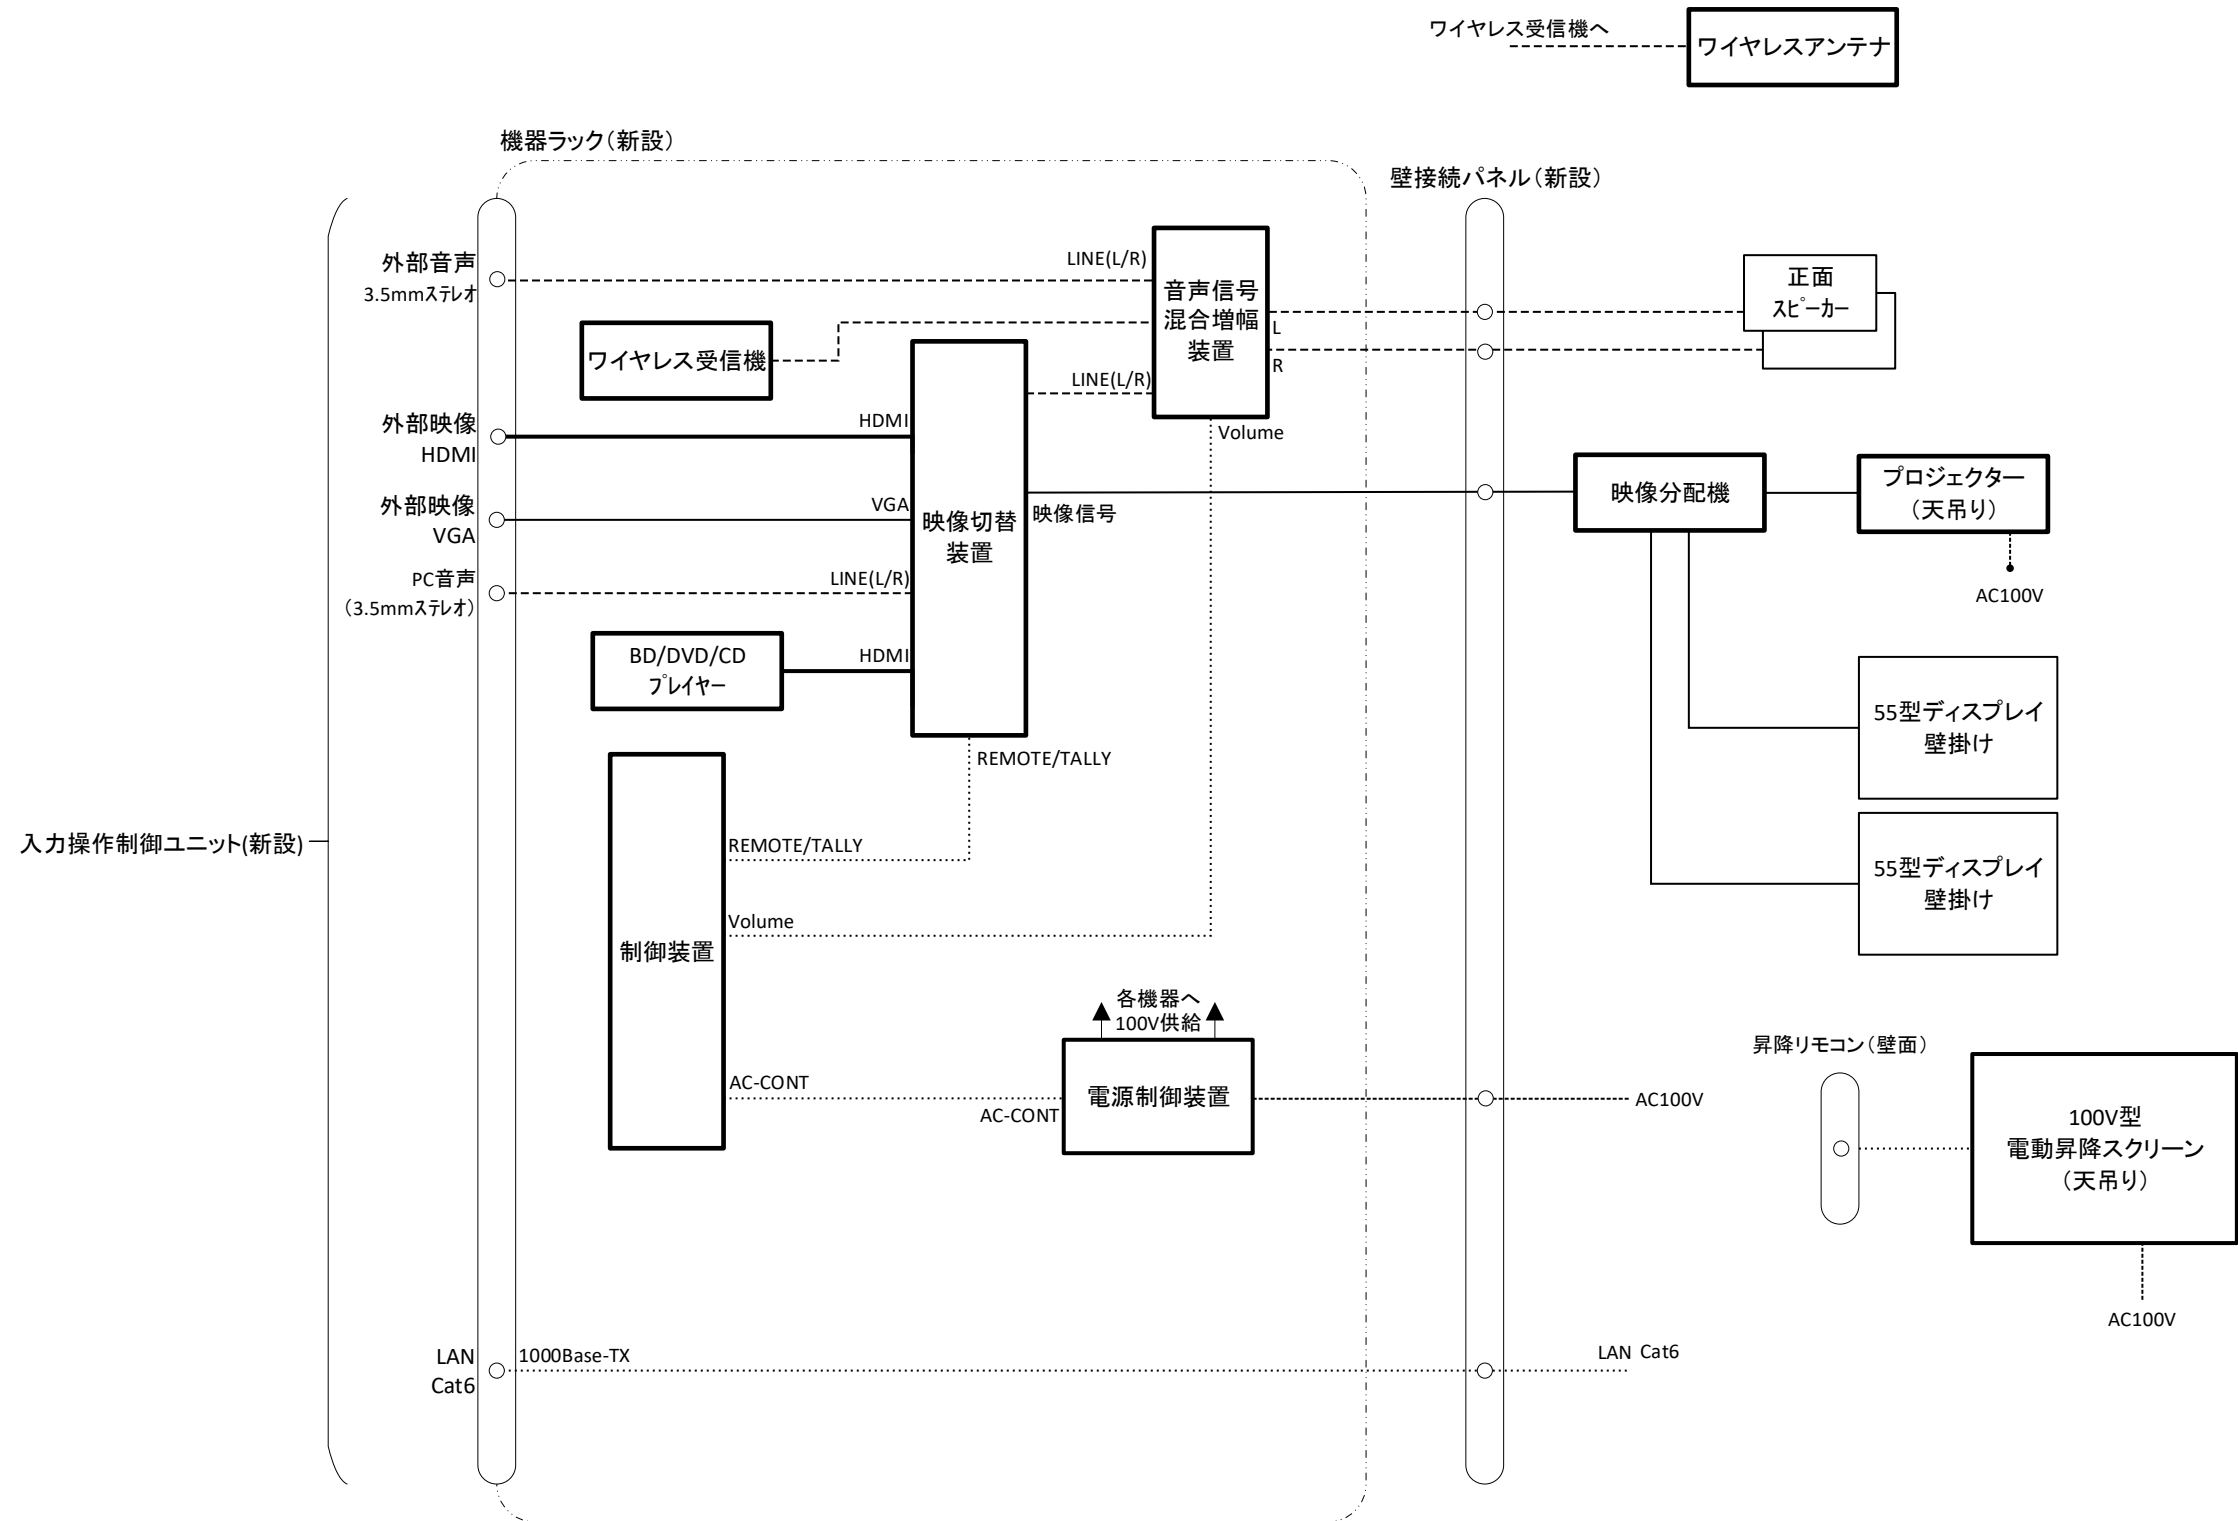 ワイヤレス受信機へ
ワイヤレスアンテナ
機器ラック（新設）
壁接続パネル（新設）
外部音声
3.5mmステレオ
LINE(L/R)
音声信号
混合増幅
装置
L
R
正面
スピーカー
ワイヤレス受信機
LINE(L/R)
外部映像
HDMI
HDMI
Volume
外部映像
VGA
VGA
映像切替
装置
映像信号
映像分配機
プロジェクター
（天吊り）
AC100V
PC音声
（3.5mmステレオ）
LINE(L/R)
BD/DVD/CD
プレイヤー
HDMI
REMOTE/TALLY
55型ディスプレイ
壁掛け
入力操作制御ユニット(新設)
REMOTE/TALLY
55型ディスプレイ
壁掛け
Volume
制御装置
各機器へ
100V供給
AC-CONT
AC-CONT
電源制御装置
AC100V
昇降リモコン（壁面）
100V型
電動昇降スクリーン
（天吊り）
AC100V
LAN
Cat6
1000Base-TX
LAN Cat6